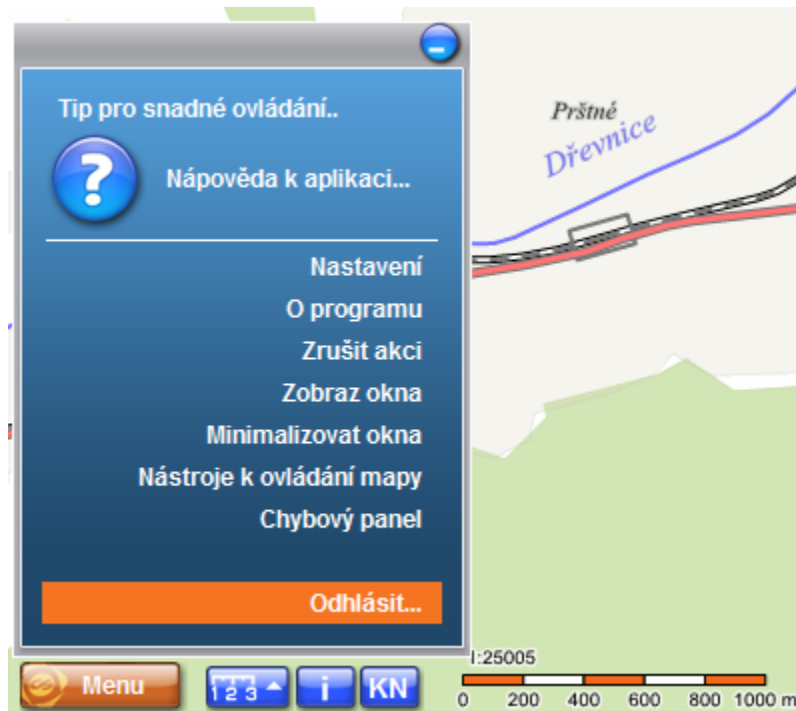 Tip pro snadné ovládání..
Nápověda k aplikaci...
Nastavení
O programu
Zrušit akci
Zobraz okna
Minimalizovat okna
Nástroje k ovládání mapy
Chybový panel
Odhlásit...
Menu
1 2 3
i
KN
Prštné
Dřevnice
1:25005
0 200 400 600 800 1000 m